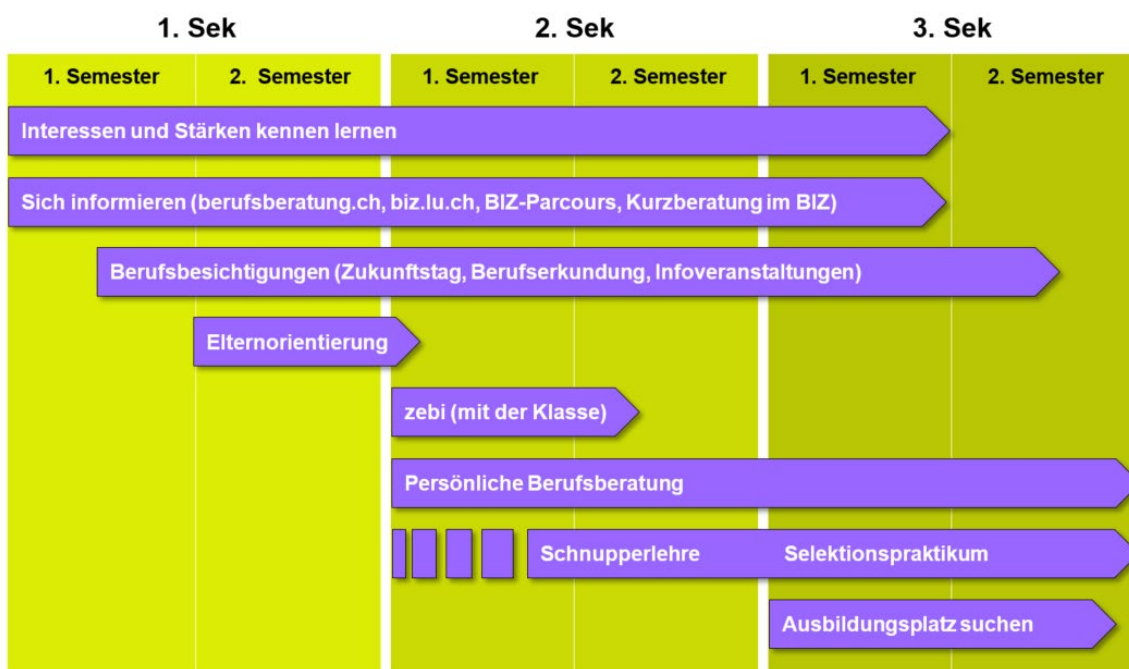 1. Sek 2. Sek 3. Sek
1. Semester 2. Semester 1. Semester 2. Semester 1. Semester 2. Semester
Interessen und Stärken kennen lernen
Sich informieren (berufsberatung.ch, biz.lu.ch, BIZ-Parcours, Kurzberatung im BIZ)
Berufsbesichtigungen (Zukunftstag, Berufserkundung, Infoveranstaltungen)
Elternorientierung
zebi (mit der Klasse)
Persönliche Berufsberatung
Schnupperlehre Selektionspraktikum
Ausbildungsplatz suchen